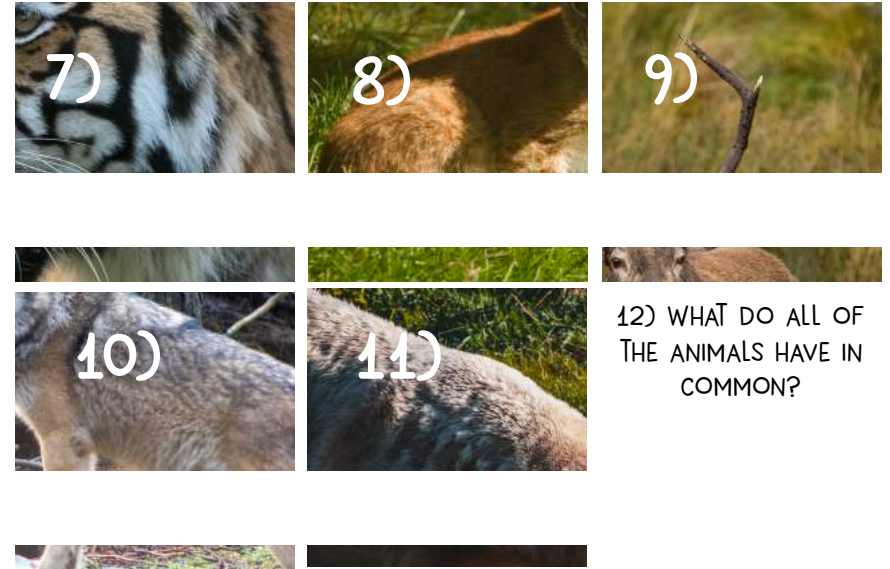 7)
8)
9)
10)
11)
12) WHAT DO ALL OF
THE ANIMALS HAVE IN
COMMON?